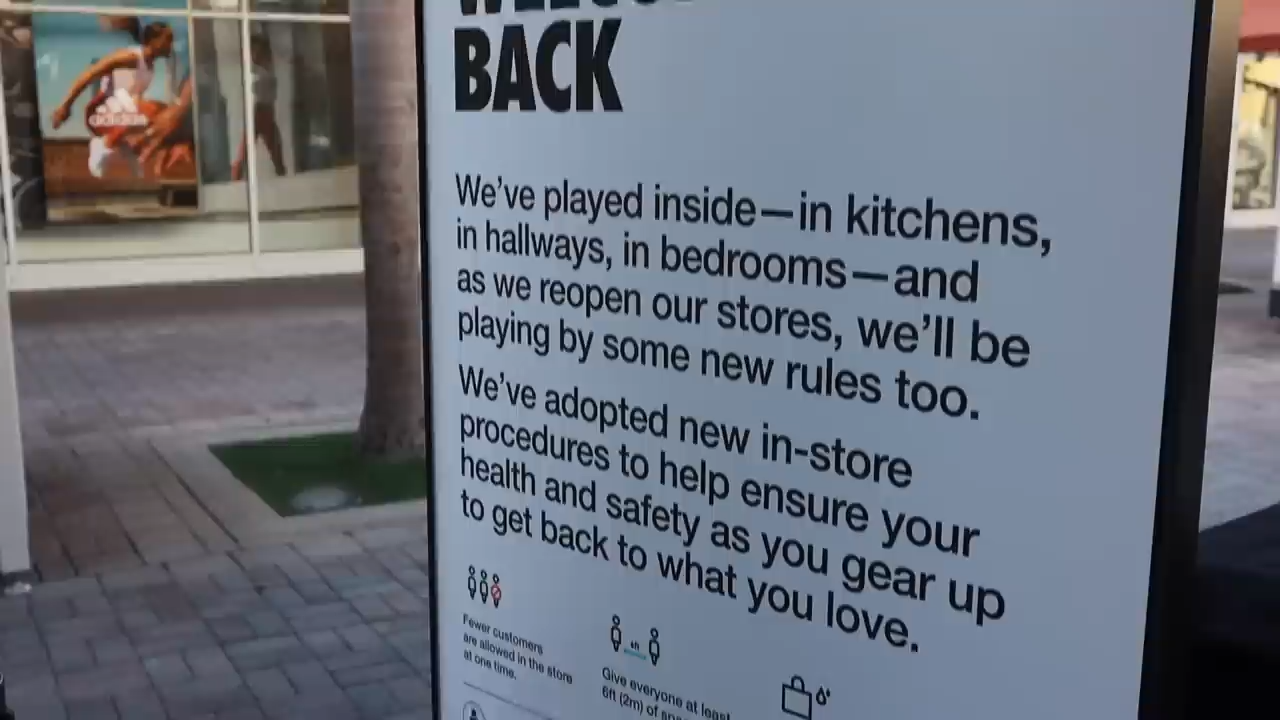 BACK
We've played inside—in kitchens,
in hallways, in bedrooms—and
as we reopen our stores, we'll be
playing by some new rules too.
We've adopted new in-store
procedures to help ensure your
health and safety as you gear up
to get back to what you love.
Fewer customers
are allowed in the store
at one time.
Give everyone at least
6ft (2m) of
adidas